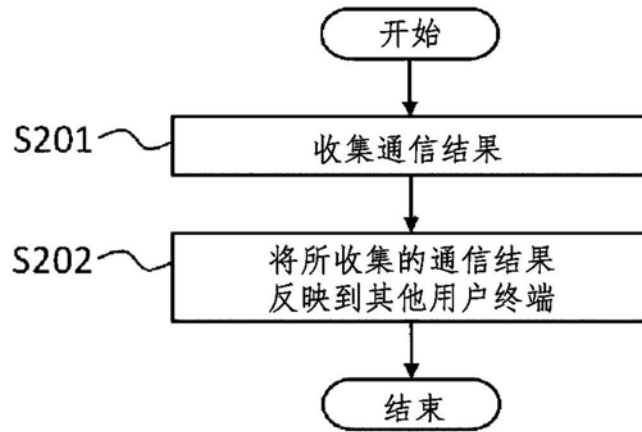 开始
S201
收集通信结果
S202
将所收集的通信结果
反映到其他用户终端
结束